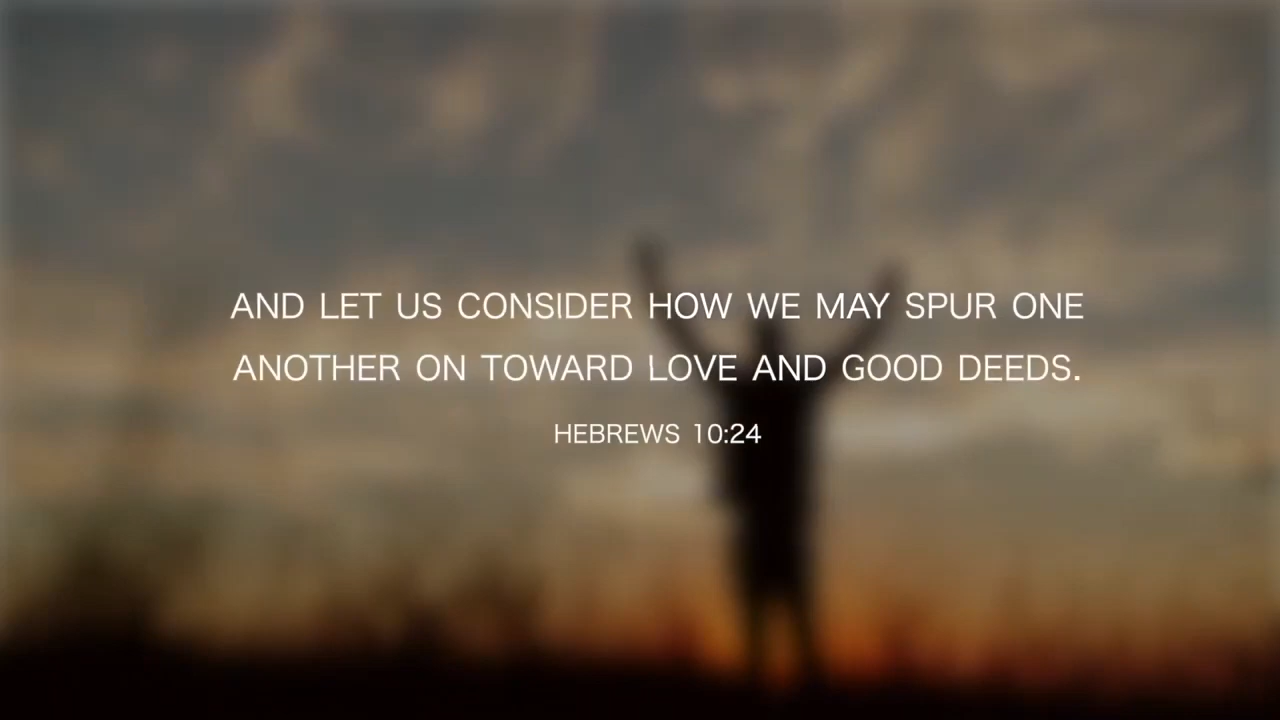 AND LET US CONSIDER HOW WE MAY SPUR ONE
ANOTHER ON TOWARD LOVE AND GOOD DEEDS.
HEBREWS 10:24